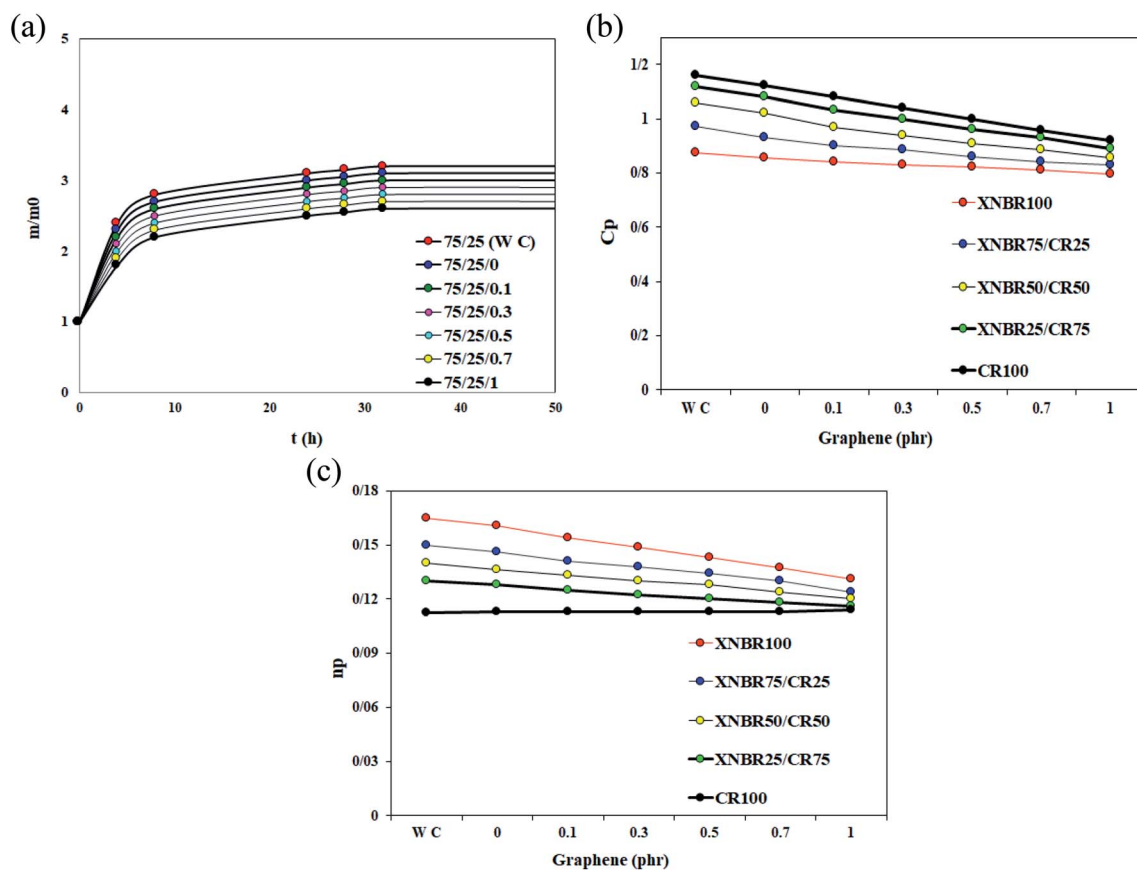 (a)
5
4
3
2
1
0
m/m0
0
10
20
30
40
50
t (h)
75/25 (W C)
75/25/0
75/25/0.1
75/25/0.3
75/25/0.5
75/25/0.7
75/25/1
(b)
1/2
1
0/8
0/6
0/4
0/2
0
Cp
W C
0
0.1
0.3
0.5
0.7
1
Graphene (phr)
XNBR100
XNBR75/CR25
XNBR50/CR50
XNBR25/CR75
CR100
(c)
0/18
0/15
0/12
0/09
0/06
0/03
0
np
W C
0
0.1
0.3
0.5
0.7
1
Graphene (phr)
XNBR100
XNBR75/CR25
XNBR50/CR50
XNBR25/CR75
CR100